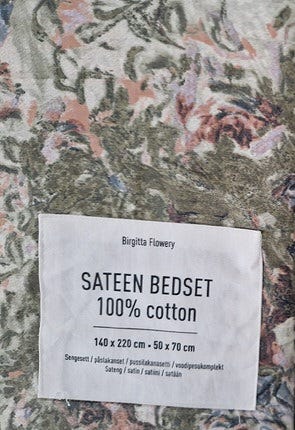 Birgitta Flowery
SATEEN BEDSET
100% cotton
140 x 220 cm • 50 x 70 cm
Sengesett / påslakanset / pussilakanasetti / voodipesukomplekt
Sateng / satin / satiini / satään